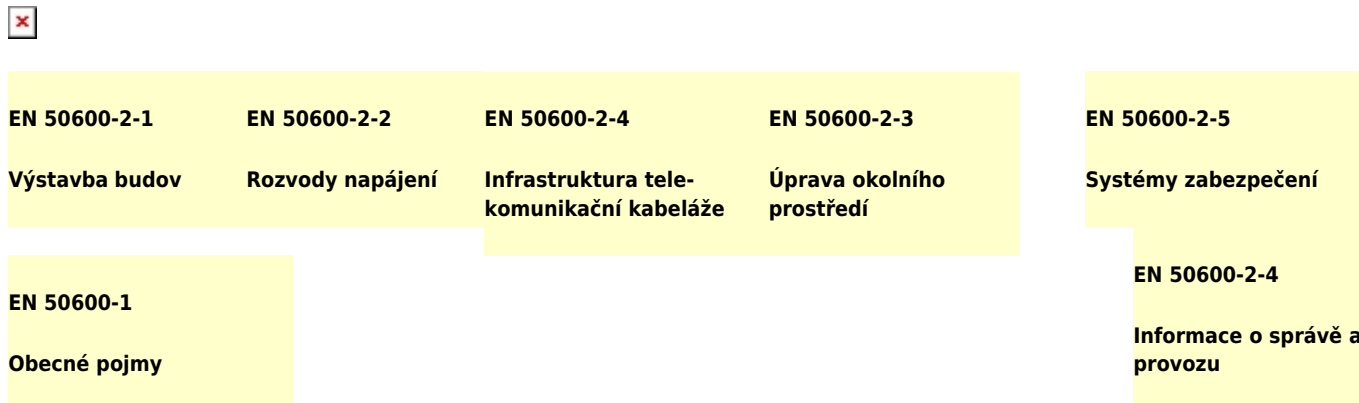 EN 50600-2-1
Výstavba budov
EN 50600-2-2
Rozvody napájení
EN 50600-2-4
Infrastruktura tele-
komunikační kabeláže
EN 50600-2-3
Úprava okolního
prostředí
EN 50600-2-5
Systémy zabezpečení
EN 50600-1
Obecné pojmy
EN 50600-2-4
Informace o správě a
provozu